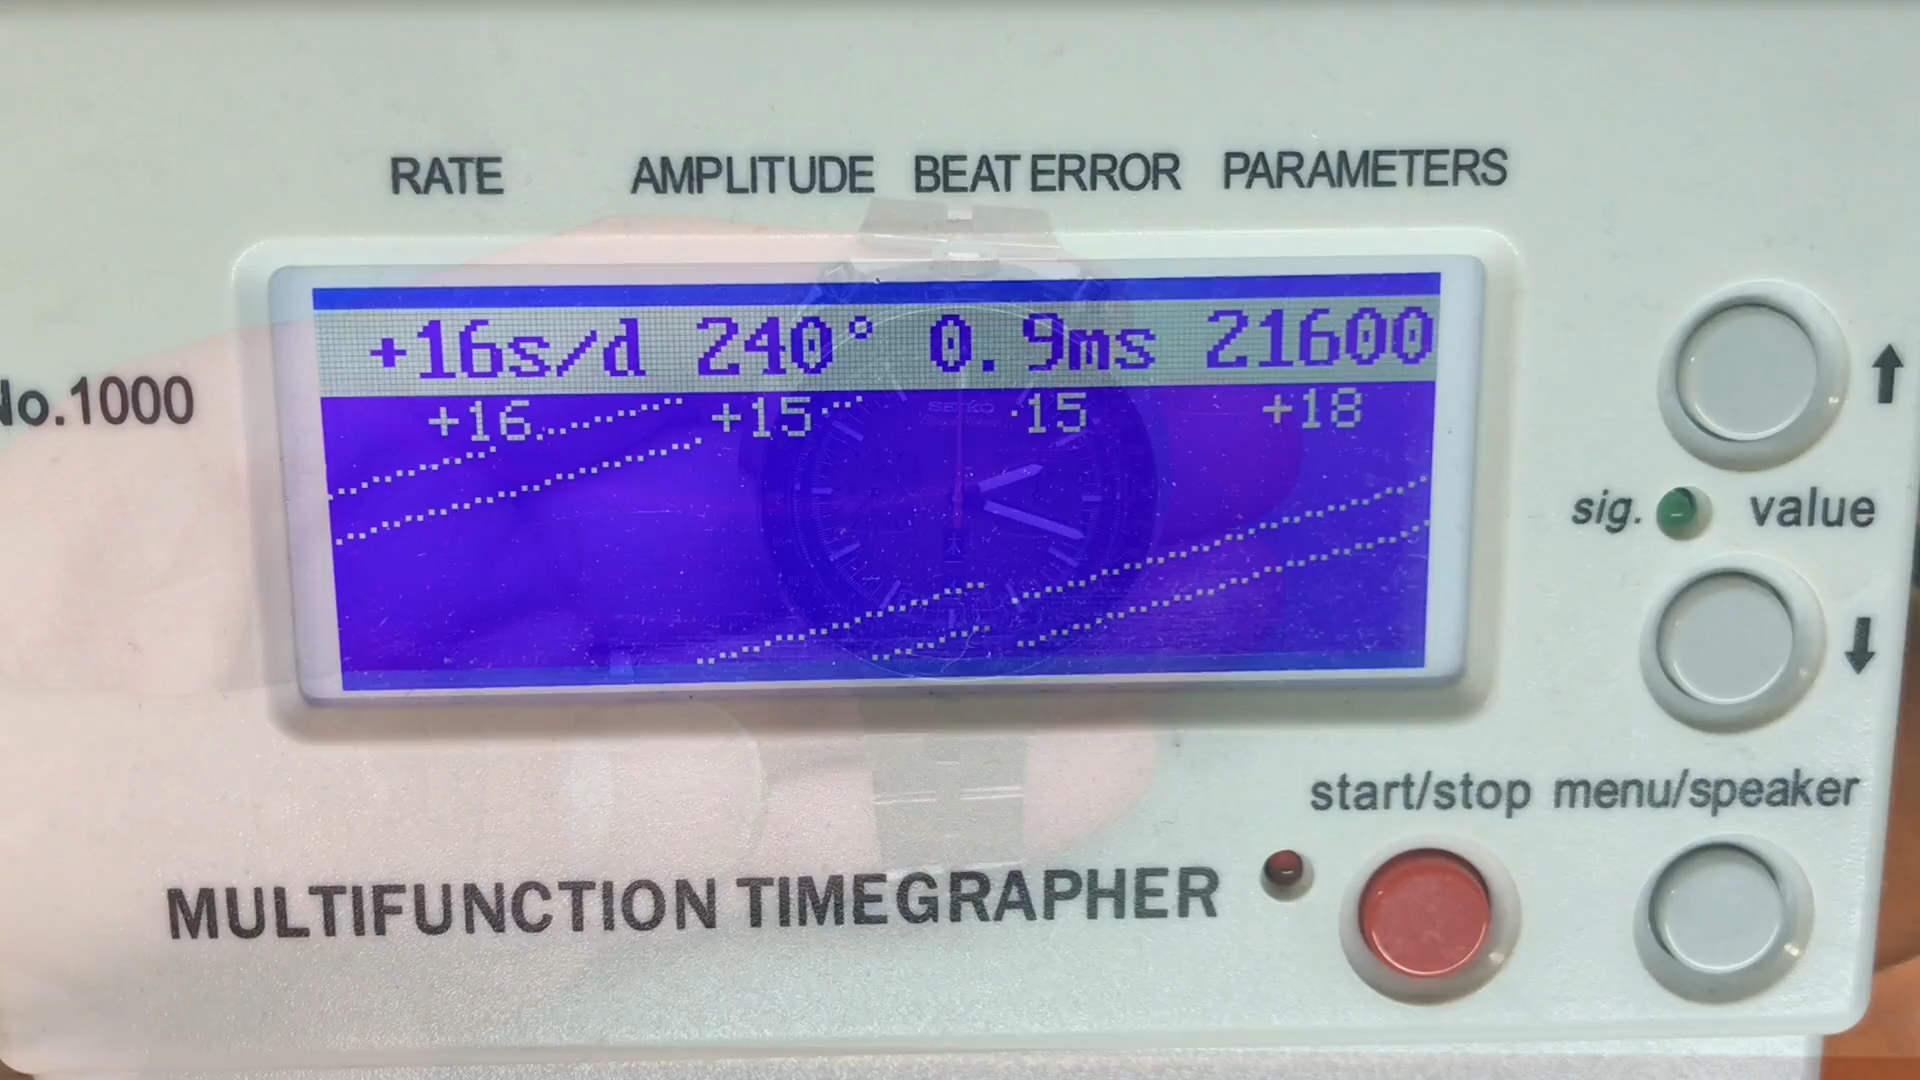 RATE AMPLITUDE BEAT ERROR PARAMETERS
+16s/d 240° 0.9ms 21600
+16 +15 15 +18
No.1000
SEIKO
sig. value
start/stop menu/speaker
MULTIFUNCTION TIMEGRAPHER